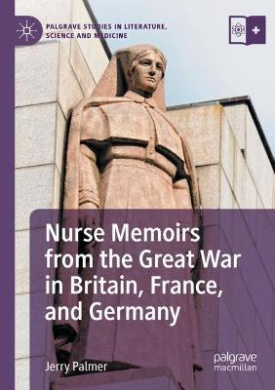 PALGRAVE STUDIES IN LITERATURE,
SCIENCE AND MEDICINE
Nurse Memoirs
from the Great War
in Britain, France,
and Germany
Jerry Palmer
palgrave
macmillan